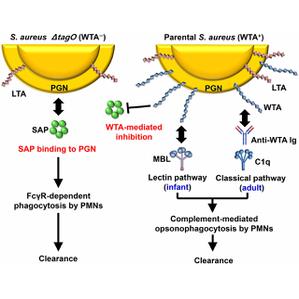 S. aureus ΔtagO (WTA⁻)
PGN
LTA
SAP
SAP binding to PGN
FcγR-dependent
phagocytosis by PMNs
Clearance
WTA-mediated
inhibition
Parental S. aureus (WTA⁺)
PGN
LTA
WTA
Anti-WTA Ig
MBL
C1q
Lectin pathway
(infant)
Classical pathway
(adult)
Complement-mediated
opsonophagocytosis by PMNs
Clearance